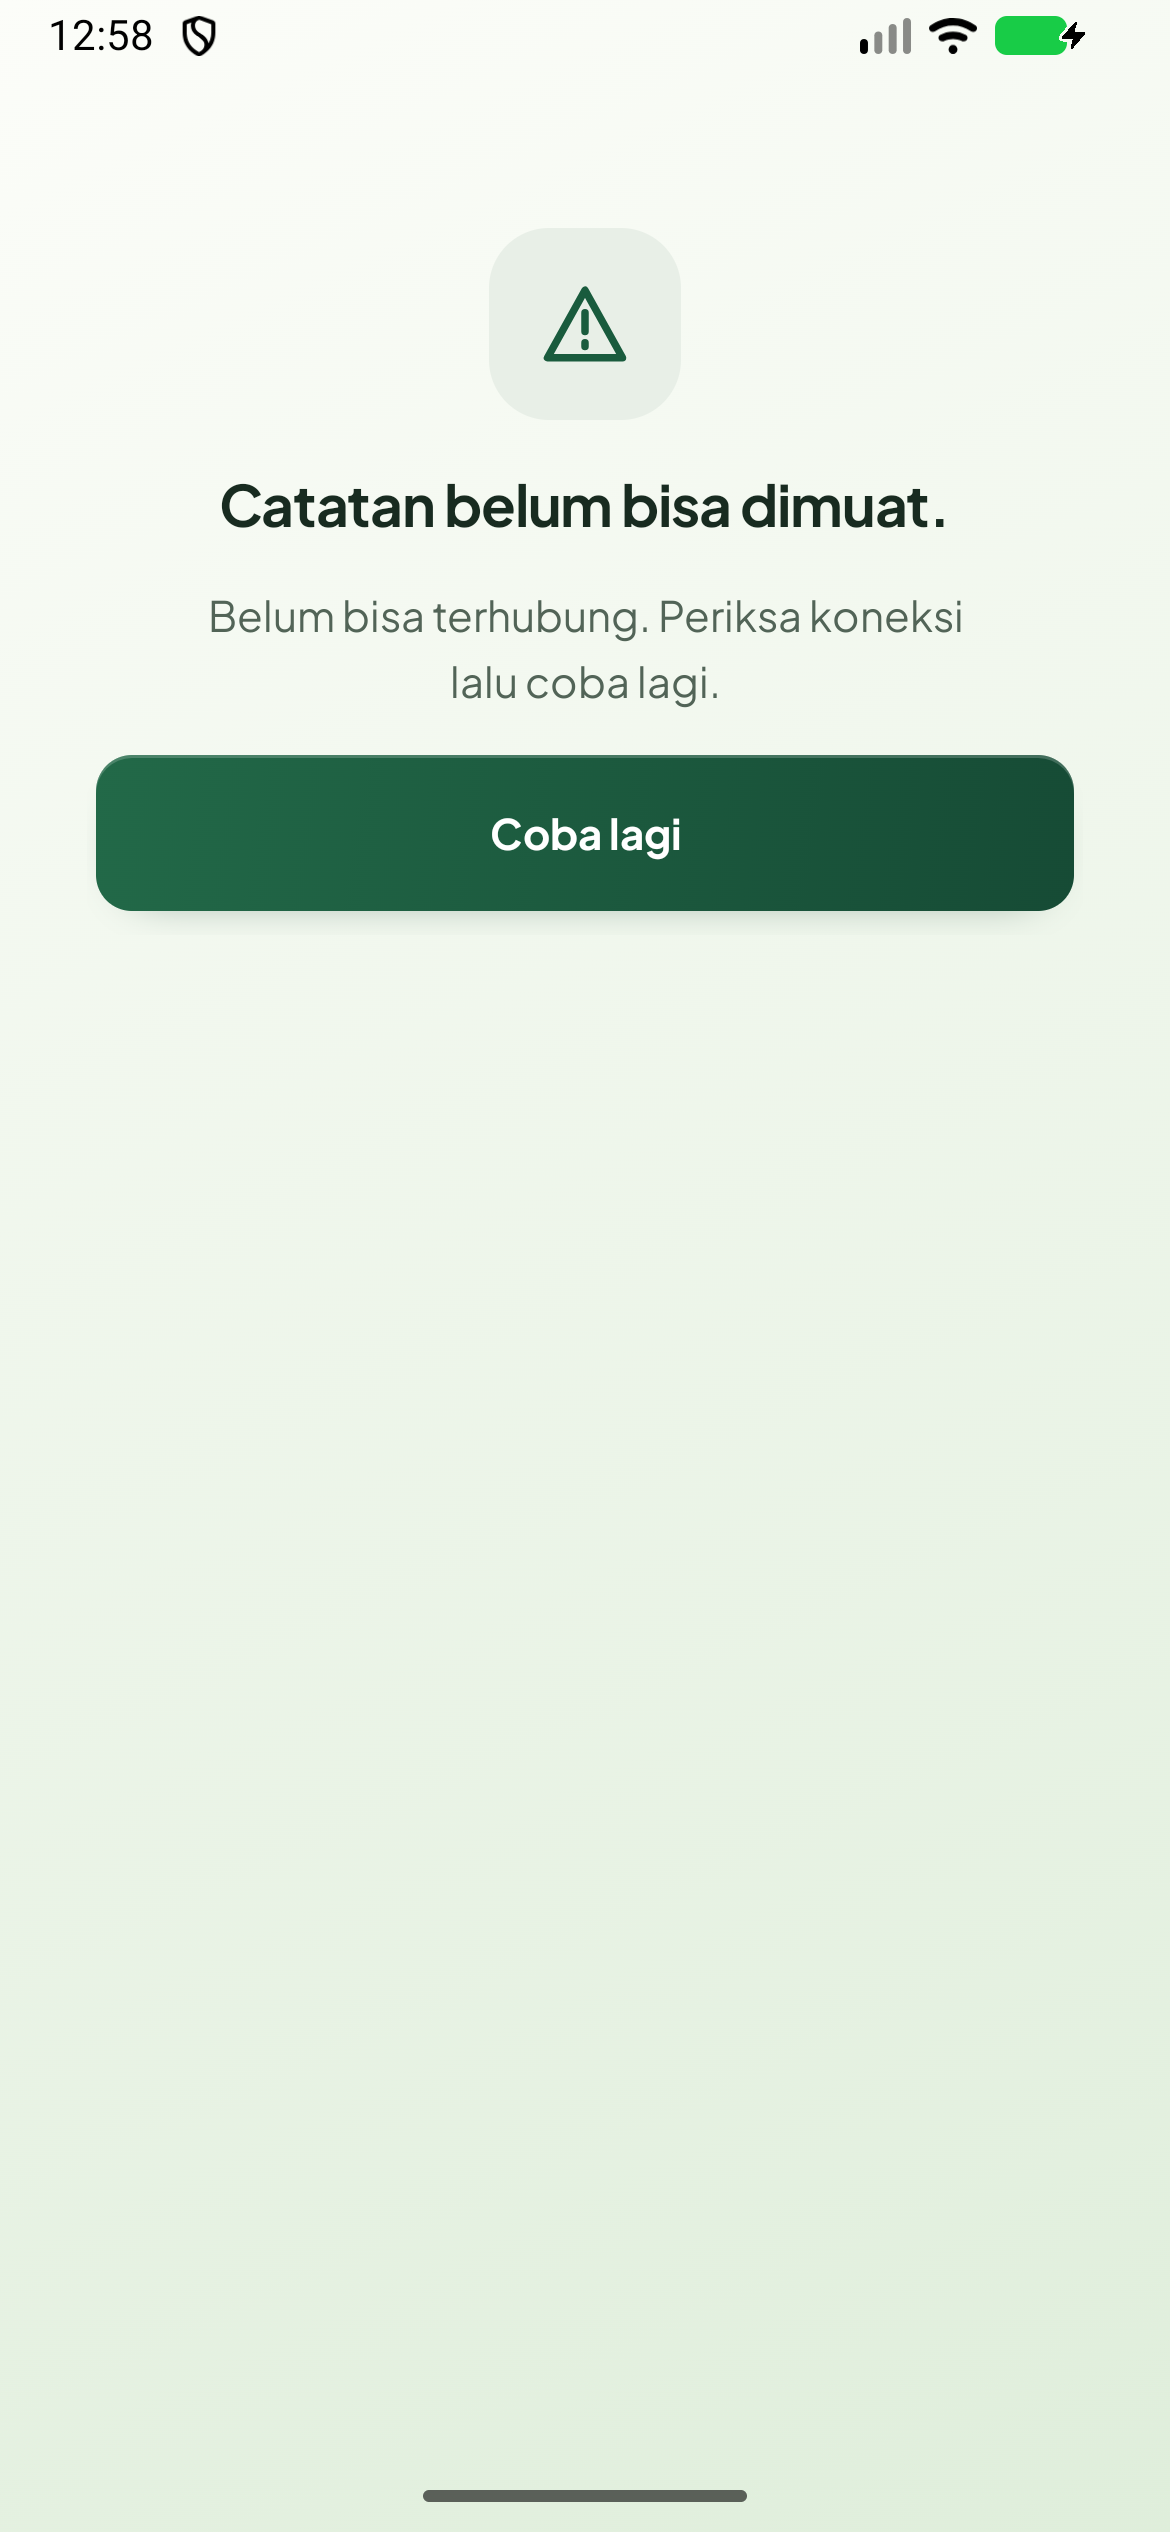 12:58
Catatan belum bisa dimuat.
Belum bisa terhubung. Periksa koneksi
lalu coba lagi.
Coba lagi